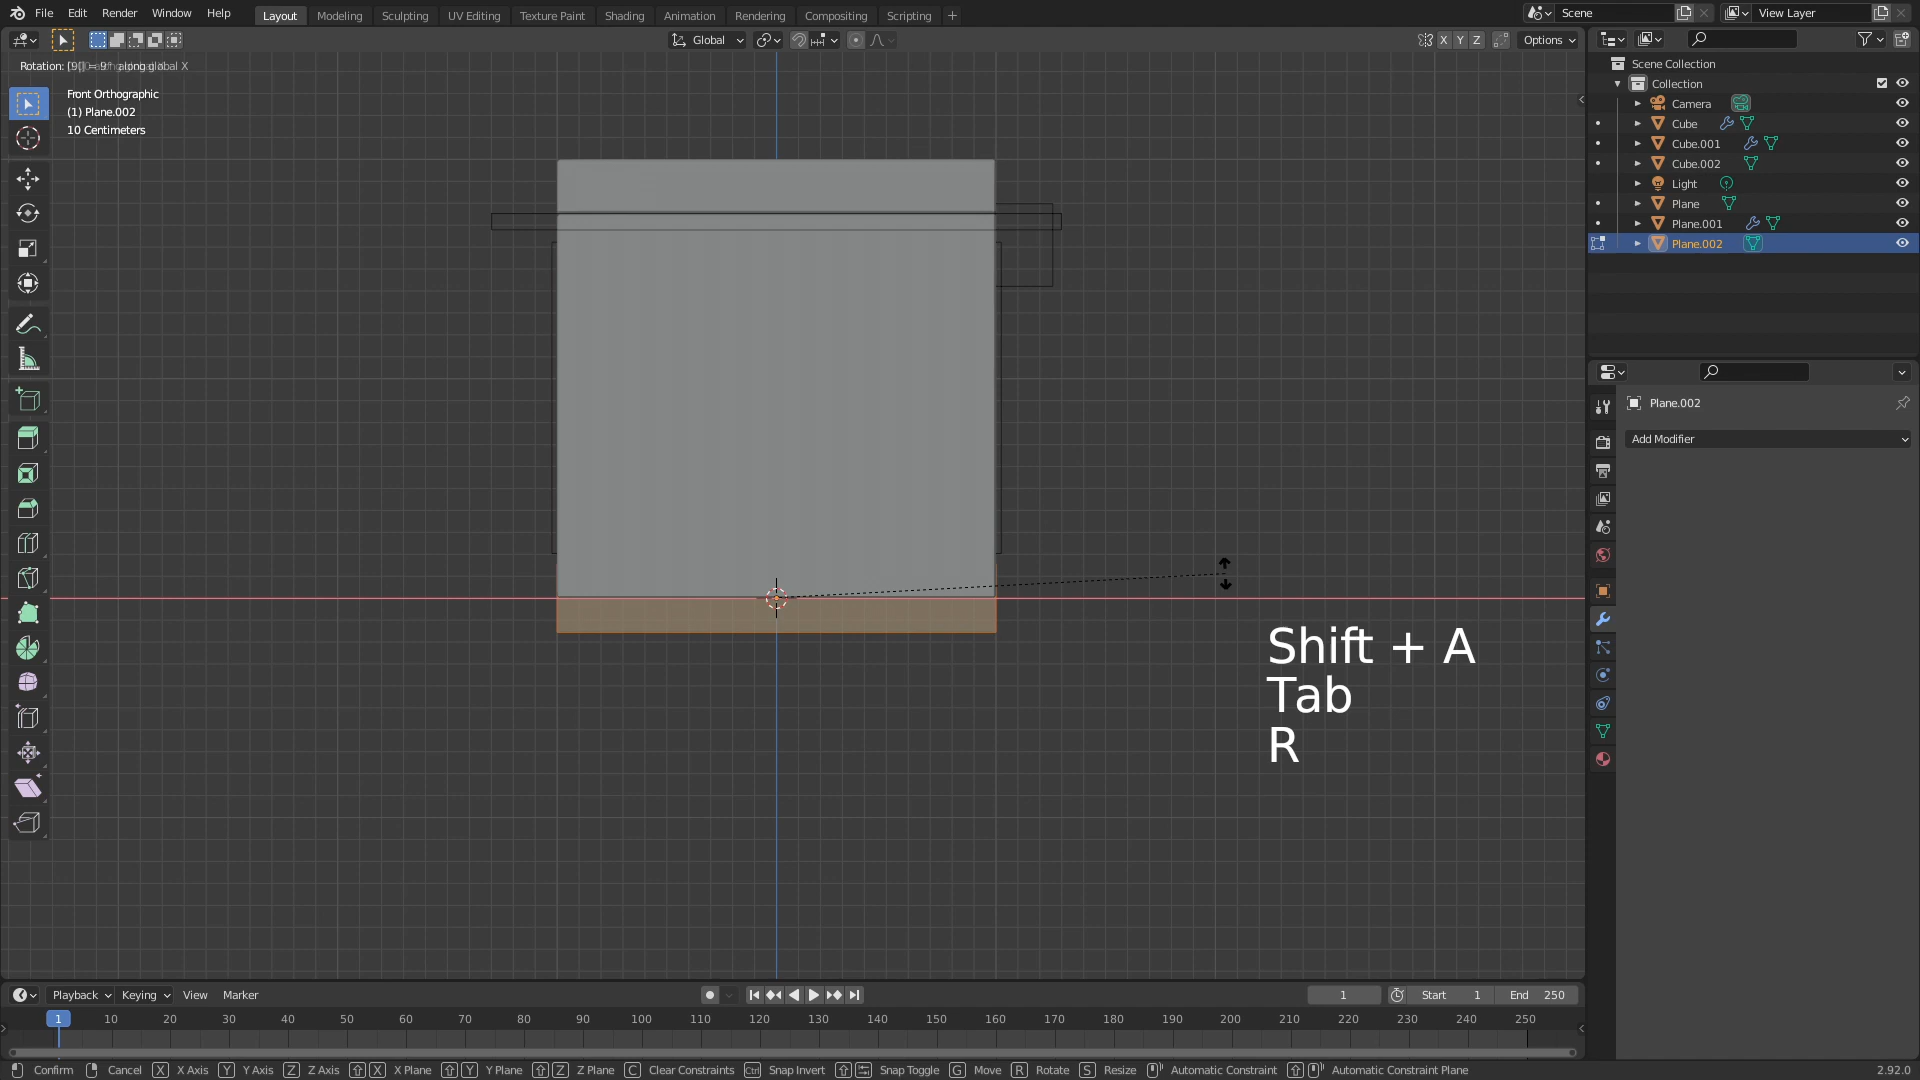 File Edit Render Window Help Layout Modeling Sculpting UV Editing Texture Paint Shading Animation Rendering Compositing Scripting + Scene View Layer
Global X Y Z Options
Rotation: along global X
Front Orthographic
(1) Plane.002
10 Centimeters
Scene Collection
Collection
Camera
Cube
Cube.001
Cube.002
Light
Plane
Plane.001
Plane.002
Plane.002
Add Modifier
Shift + A
Tab
R
Playback Keying View Marker 1 Start 1 End 250
1 10 20 30 40 50 60 70 80 90 100 110 120 130 140 150 160 170 180 190 200 210 220 230 240 250
Confirm Cancel X X Axis Y Y Axis Z Z Axis X X Plane Y Y Plane Z Z Plane C Clear Constraints Ctrl Snap Invert Snap Toggle G Move R Rotate S Resize Automatic Constraint Automatic Constraint Plane 2.92.0